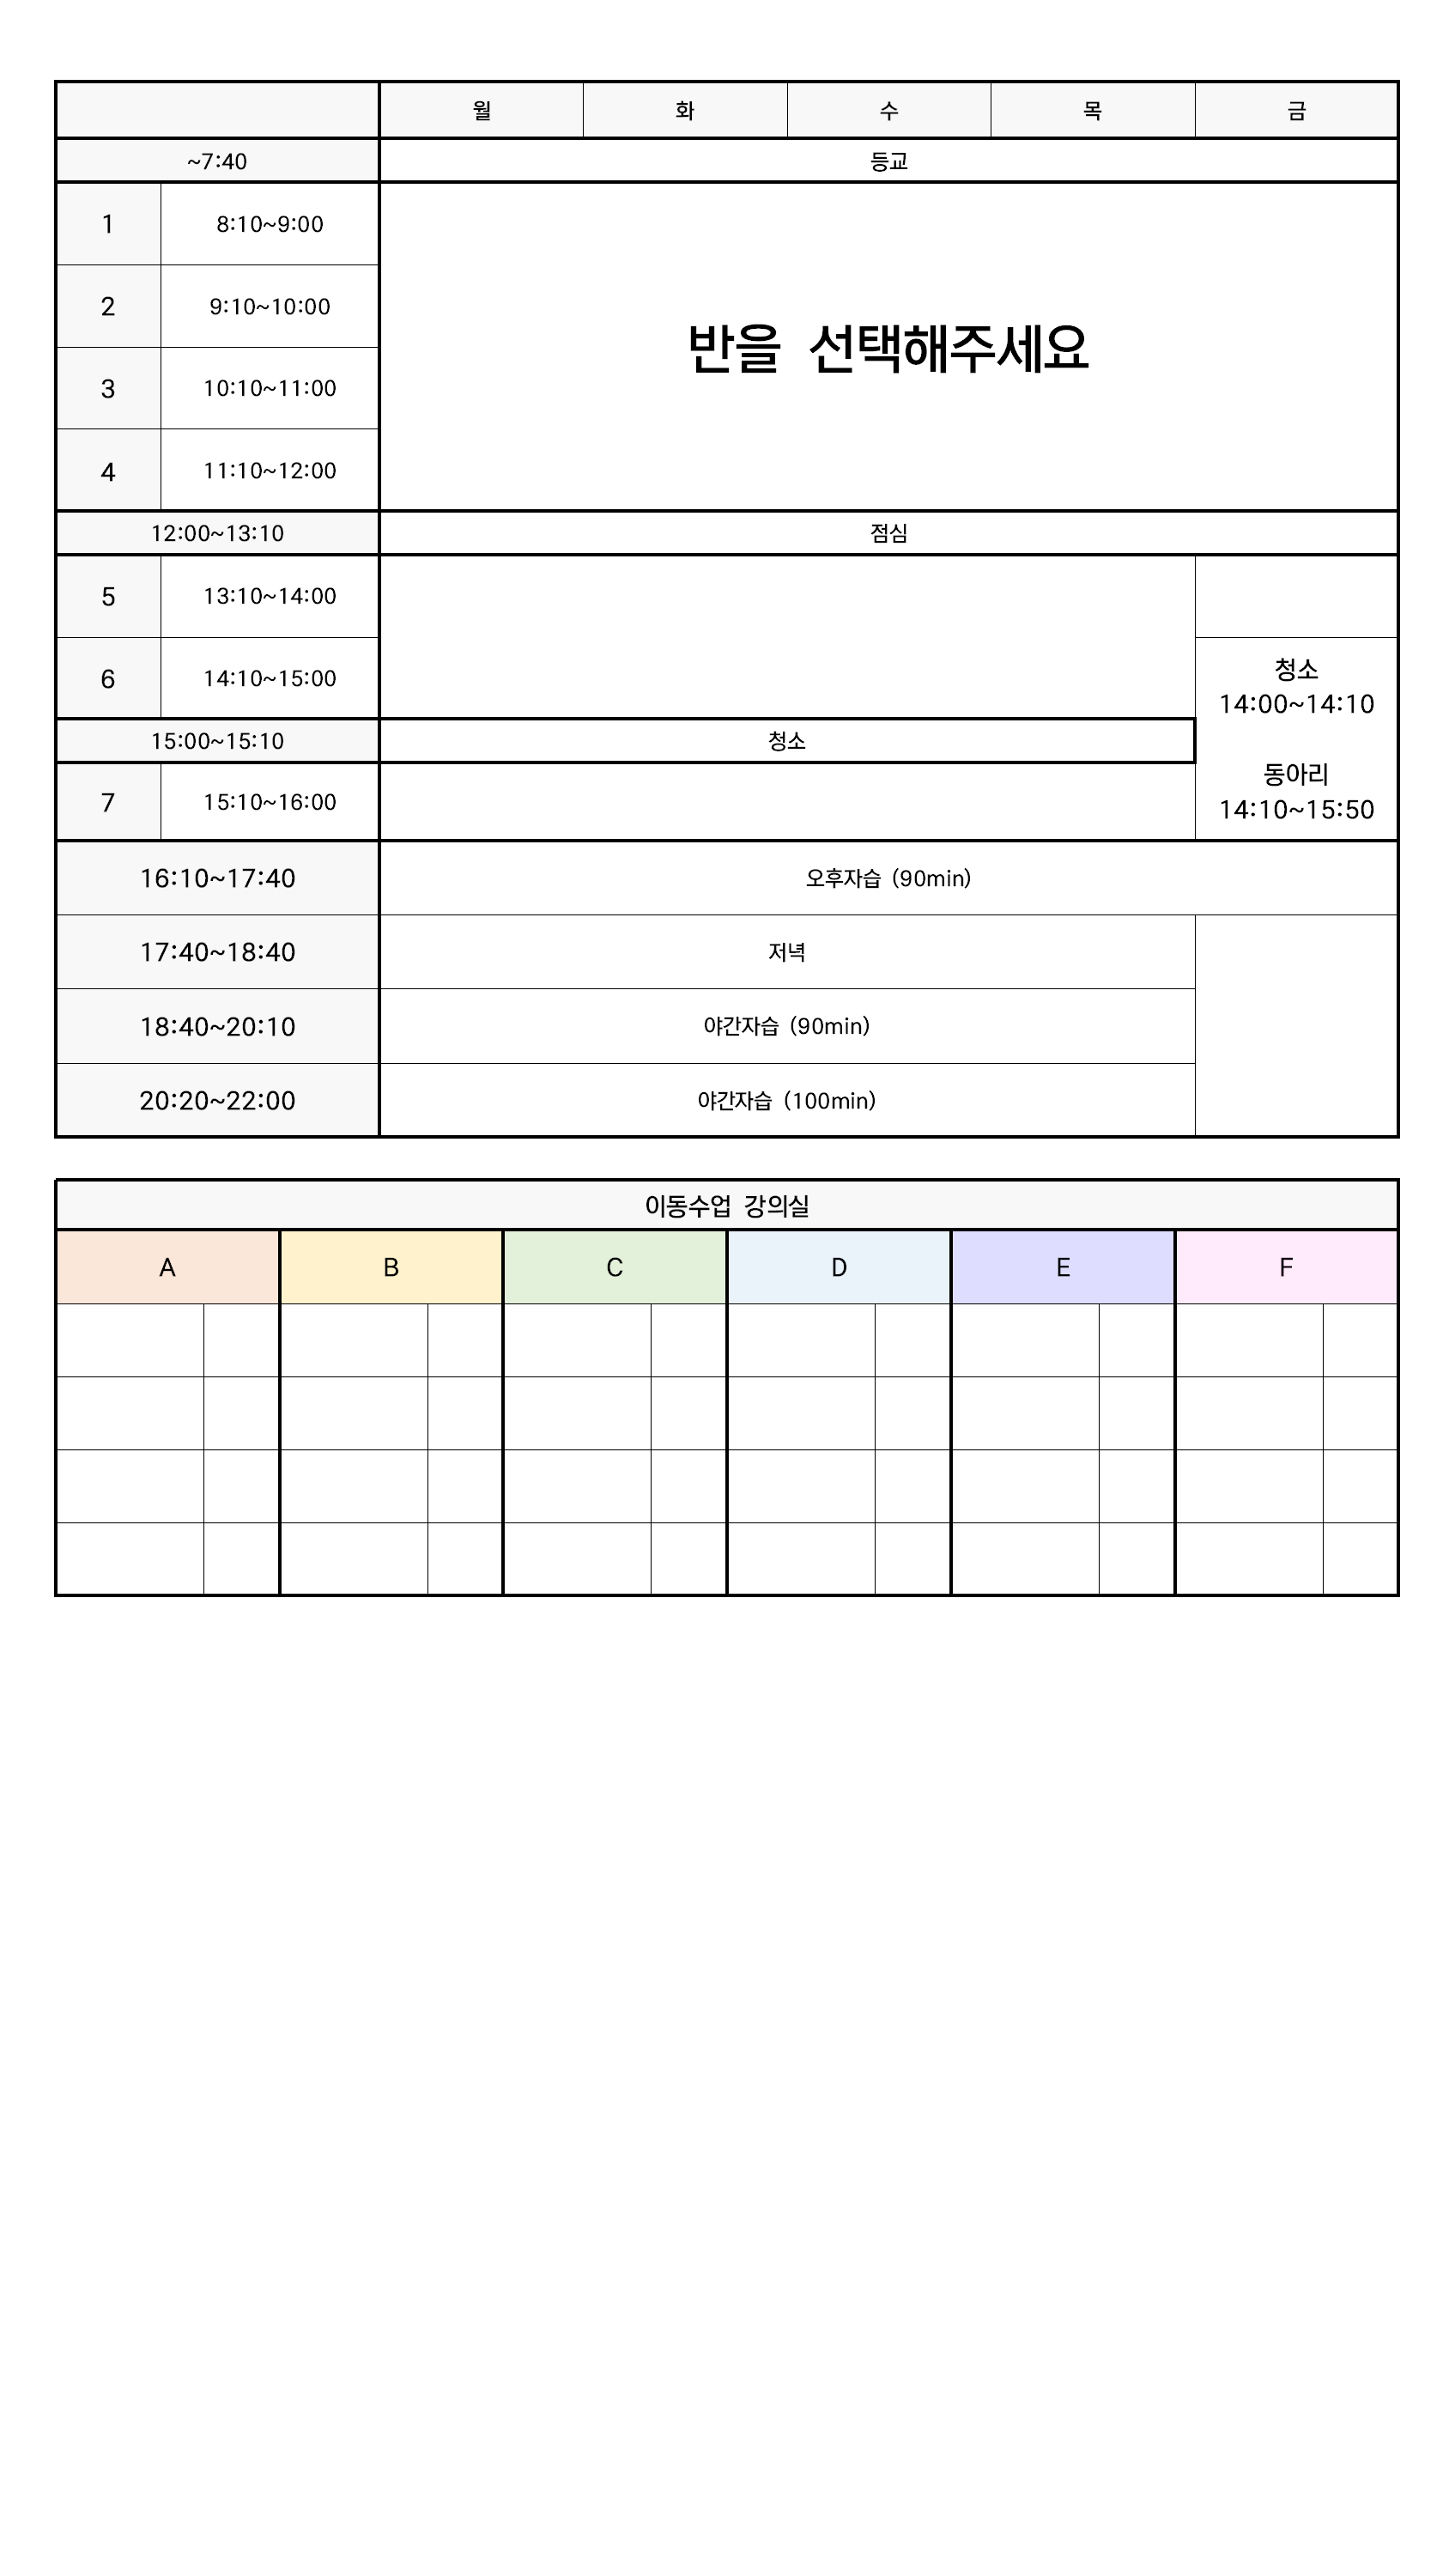 월 화 수 목 금
~7:40 등교
1 8:10~9:00
2 9:10~10:00
반을 선택해주세요
3 10:10~11:00
4 11:10~12:00
12:00~13:10 점심
5 13:10~14:00
6 14:10~15:00
청소
14:00~14:10
15:00~15:10 청소
동아리
14:10~15:50
7 15:10~16:00
16:10~17:40 오후자습 (90min)
17:40~18:40 저녁
18:40~20:10 야간자습 (90min)
20:20~22:00 야간자습 (100min)
이동수업 강의실
A B C D E F